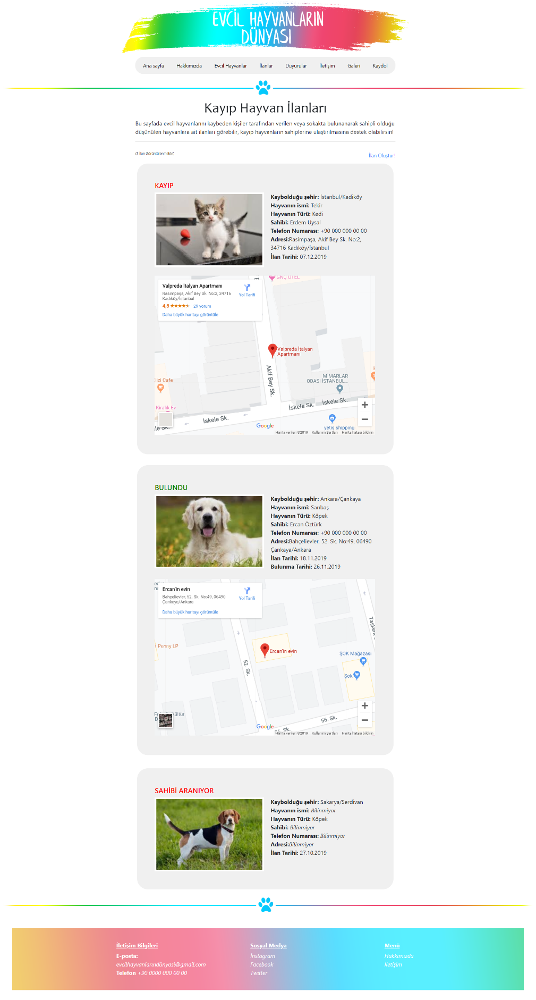 EVCİL HAYVANLARIN
DÜNYASI
Ana sayfa Hakkımızda Evcil Hayvanlar İlanlar Duyurular İletişim Galeri Kaydol
Kayıp Hayvan İlanları
Bu sayfada evcil hayvanlarını kaybeden kişiler tarafından verilen veya sokakta bulunanarak sahipli olduğu
düşünülen hayvanlara ait ilanları görebilir, kayıp hayvanların sahiplerine ulaştırılmasına destek olabilirsin!
(3 İlan Görüntülenmekte)
İlan Oluştur!
KAYIP
Kaybolduğu şehir: İstanbul/Kadiköy
Hayvanın ismi: Tekir
Hayvanın Türü: Kedi
Sahibi: Erdem Uysal
Telefon Numarası: +90 000 000 00 00
Adresi:Rasimpaşa, Akif Bey Sk. No:2,
34716 Kadıköy/İstanbul
İlan Tarihi: 07.12.2019
GNÇ OTEL
Valpreda İtalyan Apartmanı
Rasimpaşa, Akif Bey Sk. No:2, 34716
Kadıköy/İstanbul
4,5 29 yorum
Daha büyük haritayı görüntüle
Yol Tarifi
Valpreda İtalyan
Apartmanı
Akif Bey Sk.
MİMARLAR
ODASI İSTANBUL...
lizi Cafe
Kiralık Ev
İskele Sk.
İskele Sk.
İskele Sk.
yetis shipping
Google
Harita verileri ©2019 Kullanım Şartları Harita hatası bildirin
BULUNDU
Kaybolduğu şehir: Ankara/Çankaya
Hayvanın ismi: Sarıbaş
Hayvanın Türü: Köpek
Sahibi: Ercan Öztürk
Telefon Numarası: +90 000 000 00 00
Adresi:Bahçelievler, 52. Sk. No:49, 06490
Çankaya/Ankara
İlan Tarihi: 18.11.2019
Bulunma Tarihi: 26.11.2019
Ercan'in evin
Bahçelievler, 52. Sk. No:49, 06490
Çankaya/Ankara
Daha büyük haritayı görüntüle
Yol Tarifi
Taşkent
t Penny LP
Ercan'in evin
ŞOK Mağazası
52. Sk.
Şok
Kültür
56. Sk.
Google
Harita verileri ©2019 Kullanım Şartları Harita hatası bildirin
SAHİBİ ARANIYOR
Kaybolduğu şehir: Sakarya/Serdivan
Hayvanın ismi: Bilinmiyor
Hayvanın Türü: Köpek
Sahibi: Bilinmiyor
Telefon Numarası: Bilinmiyor
Adresi:Bilinmiyor
İlan Tarihi: 27.10.2019
İletişim Bilgileri
E-posta:
evcilhayvanlarındünyasi@gmail.com
Telefon +90 0000 000 00 00
Sosyal Medya
İnstagram
Facebook
Twitter
Menü
Hakkımızda
İletişim